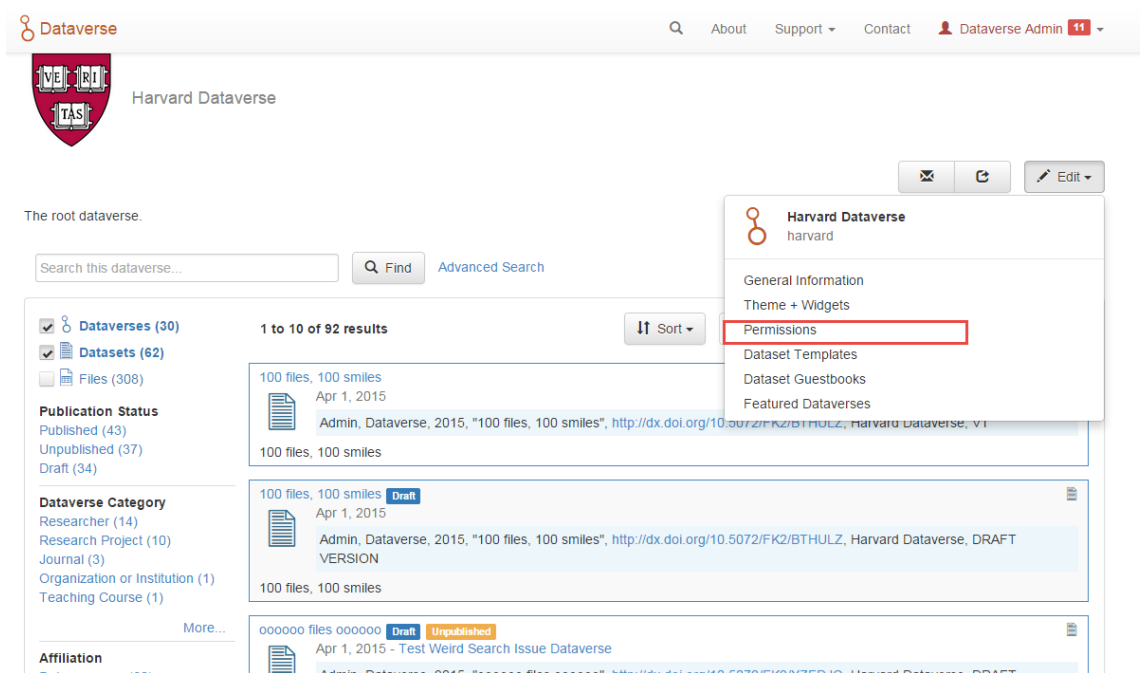 Dataverse
About Support Contact Dataverse Admin 11
VE RI
TAS
Harvard Dataverse
Edit
The root dataverse.
Harvard Dataverse
harvard
General Information
Theme + Widgets
Permissions
Dataset Templates
Dataset Guestbooks
Featured Dataverses
Search this dataverse...
Find
Advanced Search
Dataverses (30)
Datasets (62)
Files (308)
Publication Status
Published (43)
Unpublished (37)
Draft (34)
Dataverse Category
Researcher (14)
Research Project (10)
Journal (3)
Organization or Institution (1)
Teaching Course (1)
More...
Affiliation
1 to 10 of 92 results
Sort
100 files, 100 smiles
Apr 1, 2015
Admin, Dataverse, 2015, "100 files, 100 smiles", http://dx.doi.org/10.5072/FK2/BTHULZ, Harvard Dataverse, V1
100 files, 100 smiles
100 files, 100 smiles Draft
Apr 1, 2015
Admin, Dataverse, 2015, "100 files, 100 smiles", http://dx.doi.org/10.5072/FK2/BTHULZ, Harvard Dataverse, DRAFT
VERSION
100 files, 100 smiles
oooooo files oooooo Draft Unpublished
Apr 1, 2015 - Test Weird Search Issue Dataverse